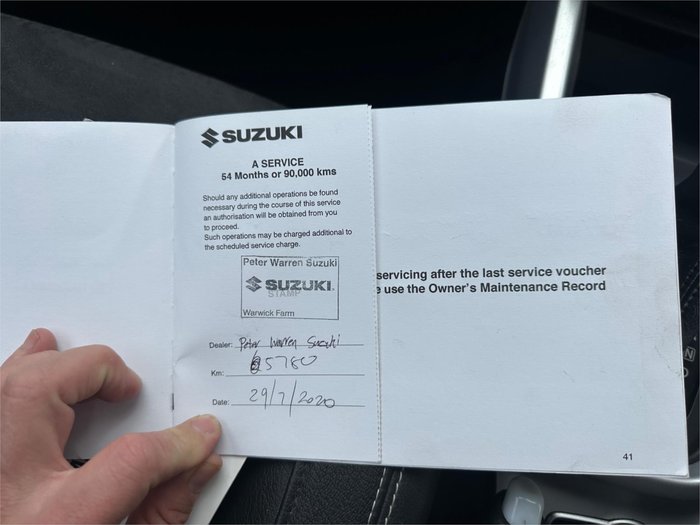 SUZUKI
A SERVICE
54 Months or 90,000 kms
Should any additional operations be found
necessary during the course of this service
an authorisation will be obtained from you
to proceed.
Such operations may be charged additional to
the scheduled service charge.
Peter Warren Suzuki
SUZUKI
STAMP
Warwick Farm
Dealer: Peter Warren Suzuki
Km: 65780
Date: 29/7/2020
servicing after the last service voucher
e use the Owner's Maintenance Record
41
N